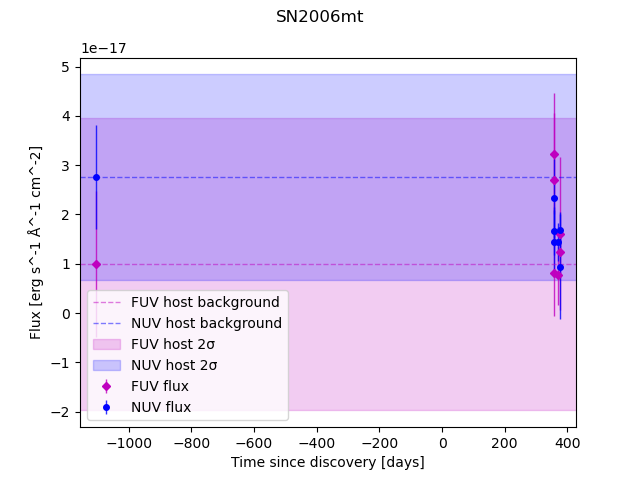 SN2006mt
1e−17
5
4
3
2
1
0
−1
−2
Flux [erg s^-1 Å^-1 cm^-2]
FUV host background
NUV host background
FUV host 2σ
NUV host 2σ
FUV flux
NUV flux
−1000 −800 −600 −400 −200 0 200 400
Time since discovery [days]